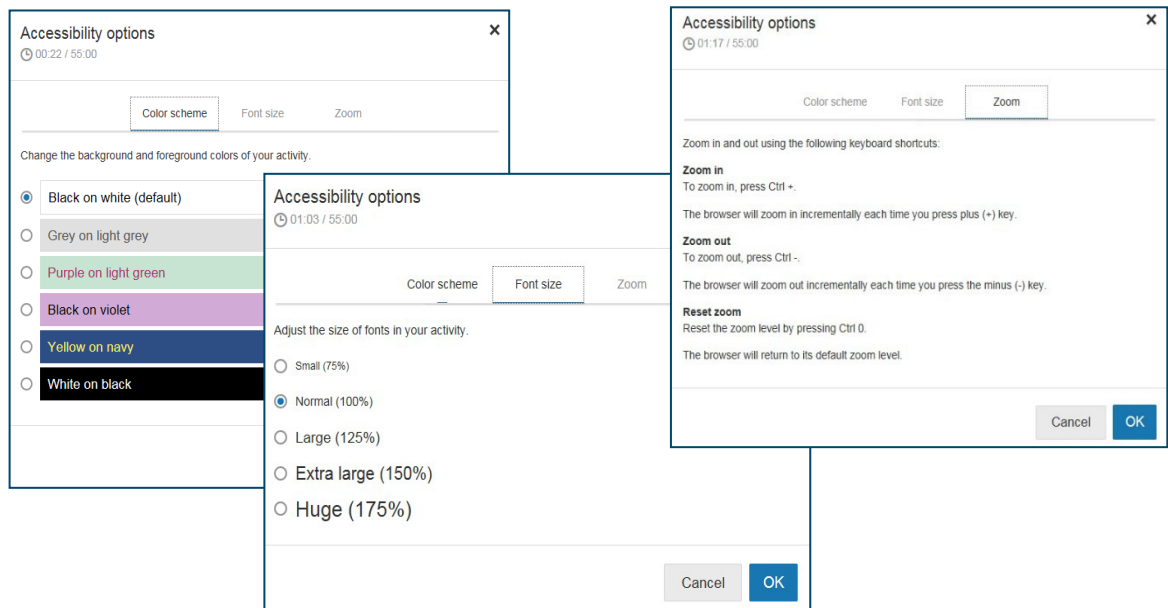 Accessibility options
00:22 / 55:00
Color scheme Font size Zoom
Change the background and foreground colors of your activity.
Black on white (default)
Grey on light grey
Purple on light green
Black on violet
Yellow on navy
White on black
Accessibility options
01:03 / 55:00
Color scheme Font size Zoom
Adjust the size of fonts in your activity.
Small (75%)
Normal (100%)
Large (125%)
Extra large (150%)
Huge (175%)
Cancel OK
Accessibility options
01:17 / 55:00
Color scheme Font size Zoom
Zoom in and out using the following keyboard shortcuts:
Zoom in
To zoom in, press Ctrl +.
The browser will zoom in incrementally each time you press plus (+) key.
Zoom out
To zoom out, press Ctrl -.
The browser will zoom out incrementally each time you press the minus (-) key.
Reset zoom
Reset the zoom level by pressing Ctrl 0.
The browser will return to its default zoom level.
Cancel OK